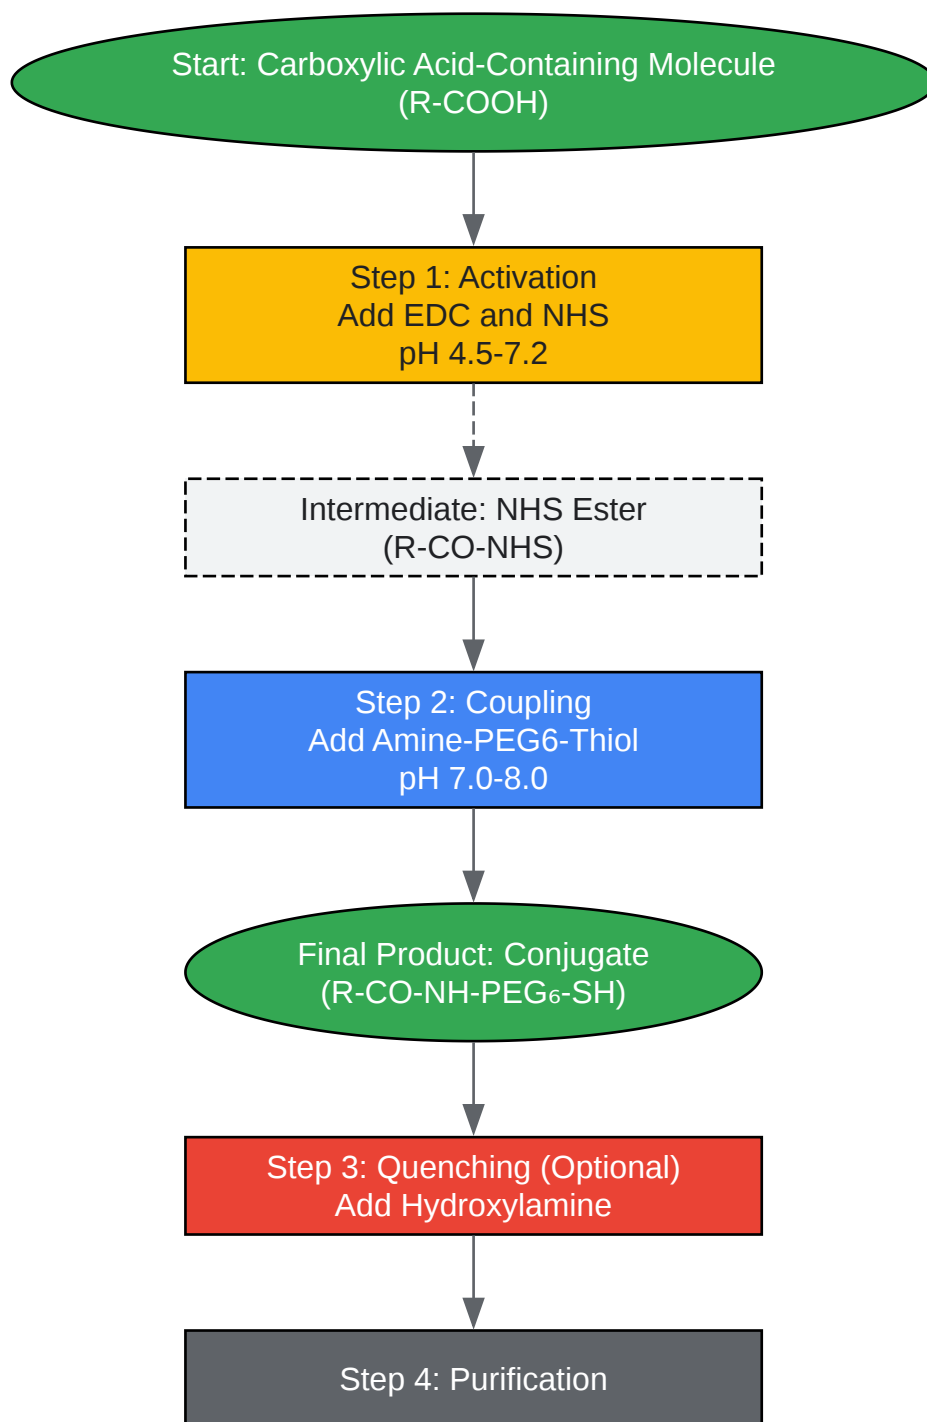 Start: Carboxylic Acid-Containing Molecule
(R-COOH)
Step 1: Activation
Add EDC and NHS
pH 4.5-7.2
Intermediate: NHS Ester
(R-CO-NHS)
Step 2: Coupling
Add Amine-PEG6-Thiol
pH 7.0-8.0
Final Product: Conjugate
(R-CO-NH-PEG₆-SH)
Step 3: Quenching (Optional)
Add Hydroxylamine
Step 4: Purification